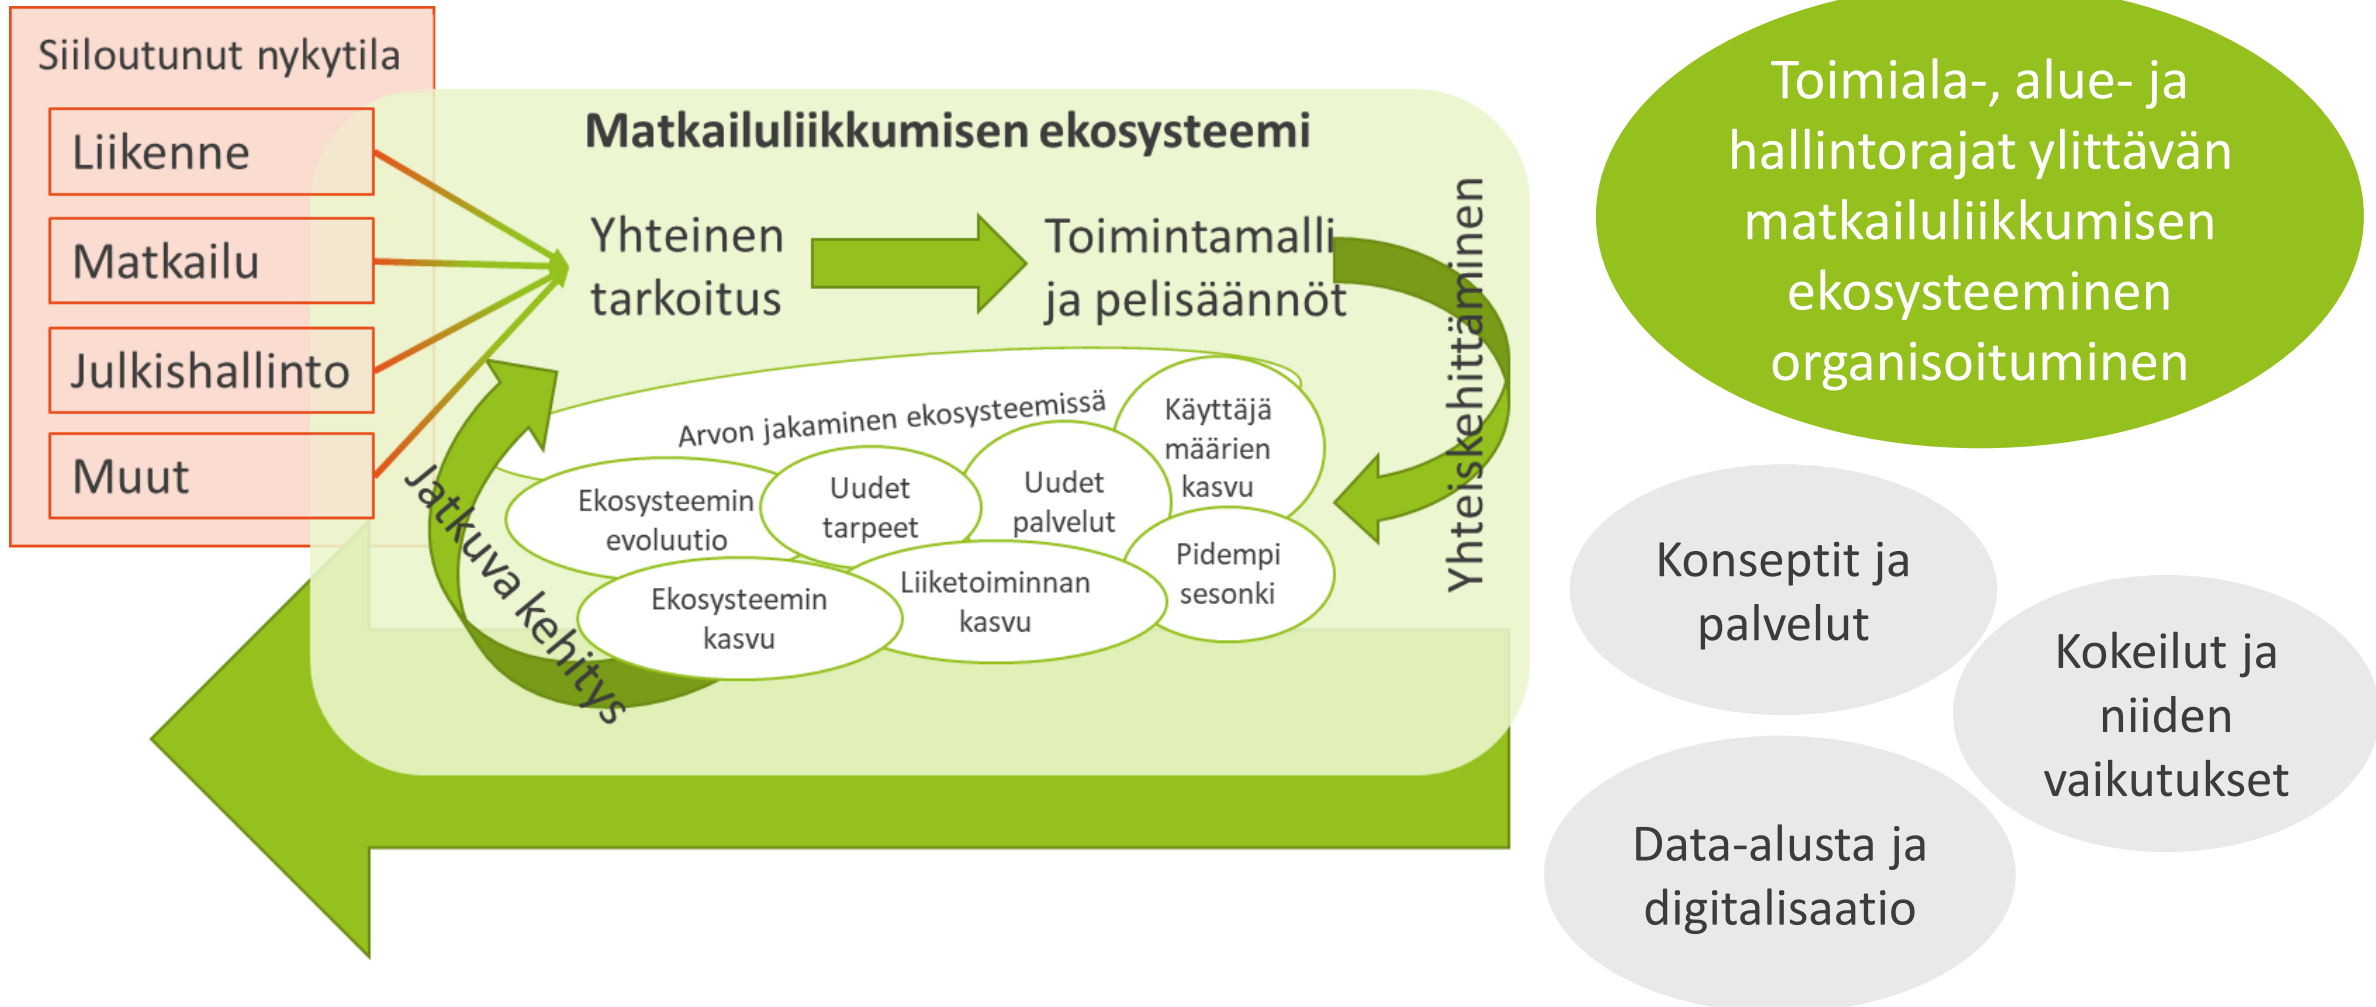 Siiloutunut nykytila
Liikenne
Matkailu
Julkishallinto
Muut
Matkailuliikkumisen ekosysteemi
Yhteinen
tarkoitus
Toimintamalli
ja pelisäännöt
Yhteiskehittäminen
Arvon jakaminen ekosysteemissä
Käyttäjä
määrien
kasvu
Uudet
palvelut
Uudet
tarpeet
Ekosysteemin
evoluutio
Pidempi
sesonki
Liiketoiminnan
kasvu
Ekosysteemin
kasvu
Jatkuva kehitys
Toimiala-, alue- ja
hallintorajat ylittävän
matkailuliikkumisen
ekosysteeminen
organisoituminen
Konseptit ja
palvelut
Kokeilut ja
niiden
vaikutukset
Data-alusta ja
digitalisaatio